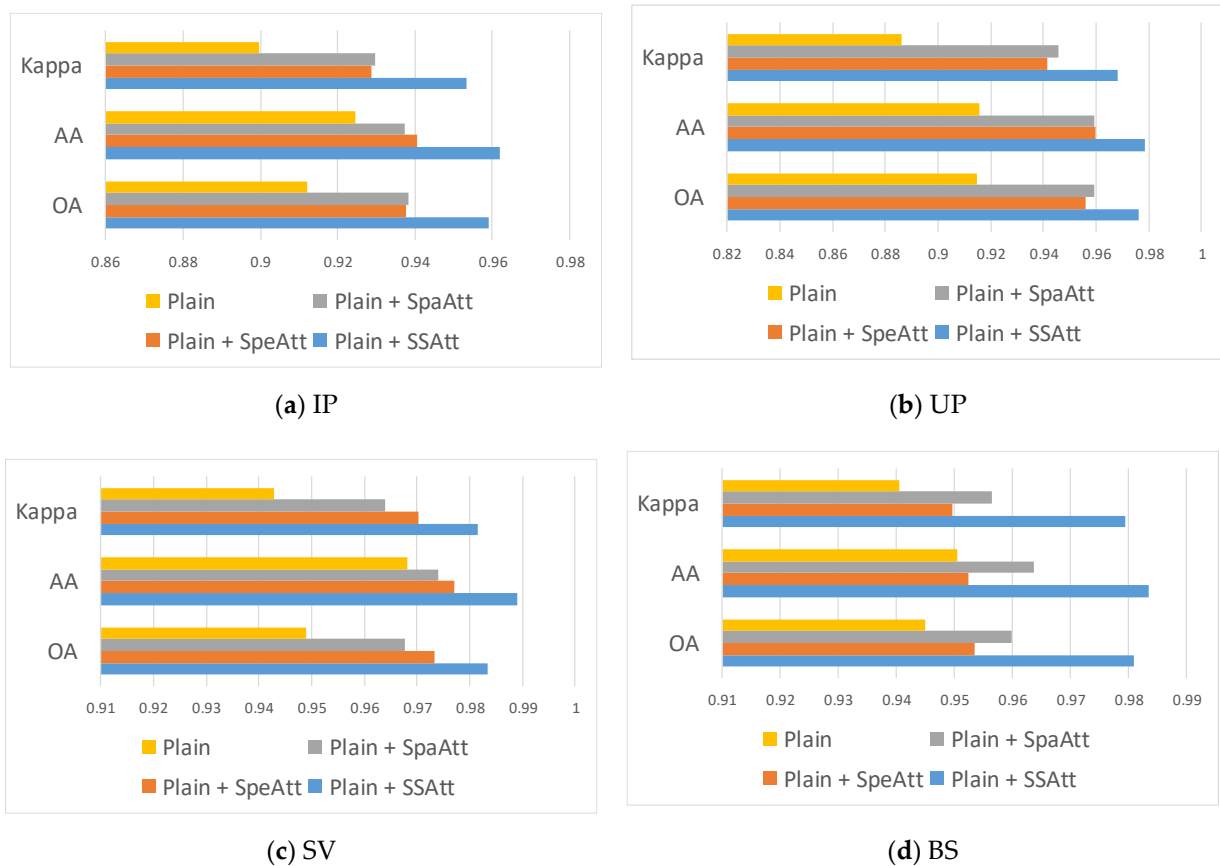 Kappa
AA
OA
0.86 0.88 0.9 0.92 0.94 0.96 0.98
Plain Plain + SpaAtt
Plain + SpeAtt Plain + SSAtt
(a) IP
Kappa
AA
OA
0.82 0.84 0.86 0.88 0.9 0.92 0.94 0.96 0.98 1
Plain Plain + SpaAtt
Plain + SpeAtt Plain + SSAtt
(b) UP
Kappa
AA
OA
0.91 0.92 0.93 0.94 0.95 0.96 0.97 0.98 0.99 1
Plain Plain + SpaAtt
Plain + SpeAtt Plain + SSAtt
(c) SV
Kappa
AA
OA
0.91 0.92 0.93 0.94 0.95 0.96 0.97 0.98 0.99
Plain Plain + SpaAtt
Plain + SpeAtt Plain + SSAtt
(d) BS